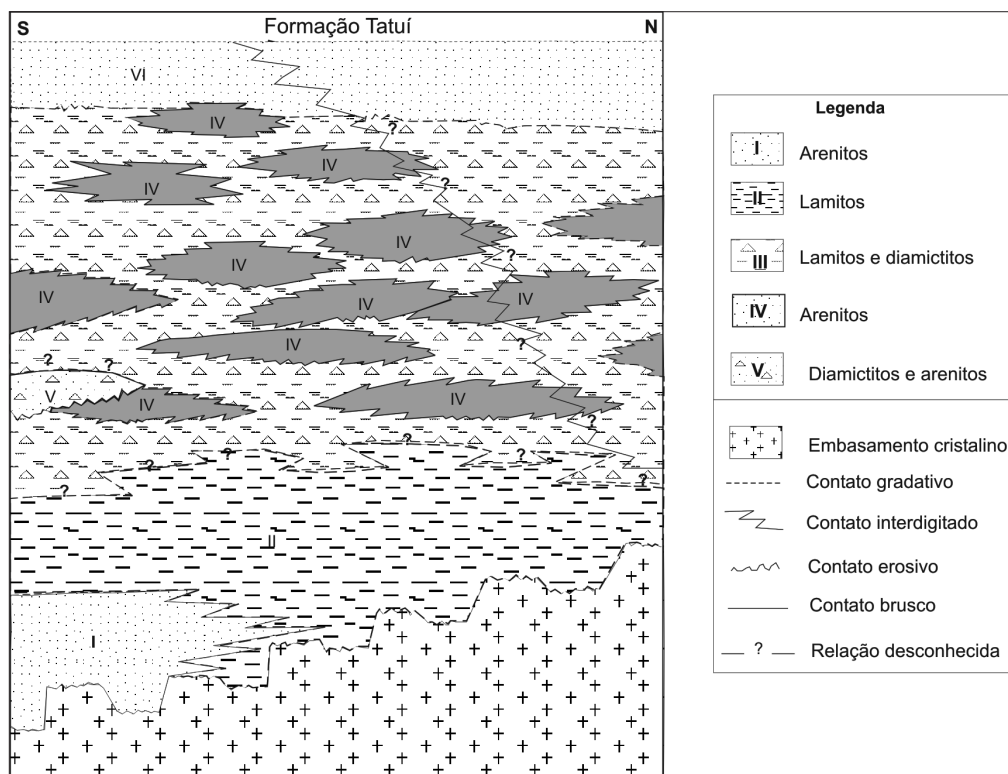 S Formação Tatuí N
VI
IV
IV
IV
IV
IV
IV
IV
IV
IV
? ?
?
?
?
?
V
IV
IV
?
?
?
?
?
?
?
II
I
Legenda
I Arenitos
II Lamitos
III Lamitos e diamictitos
IV Arenitos
V Diamictitos e arenitos
Embasamento cristalino
Contato gradativo
Contato interdigitado
Contato erosivo
Contato brusco
? Relação desconhecida